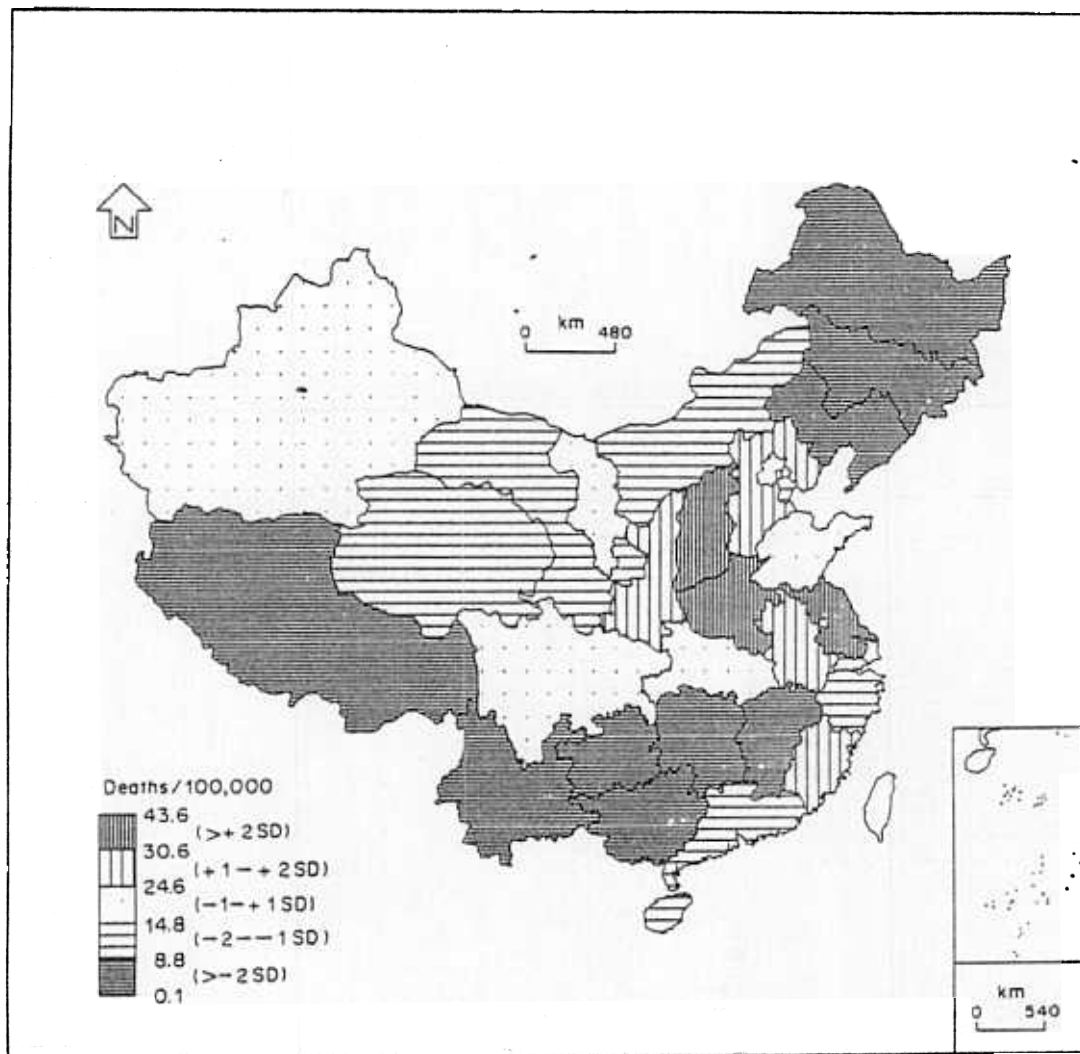 N
km
0 480
Deaths/100,000
43.6
(>+2SD)
30.6
(+1-+2SD)
24.6
(-1-+1SD)
14.8
(-2--1SD)
8.8
(>-2SD)
0.1
km
0 540